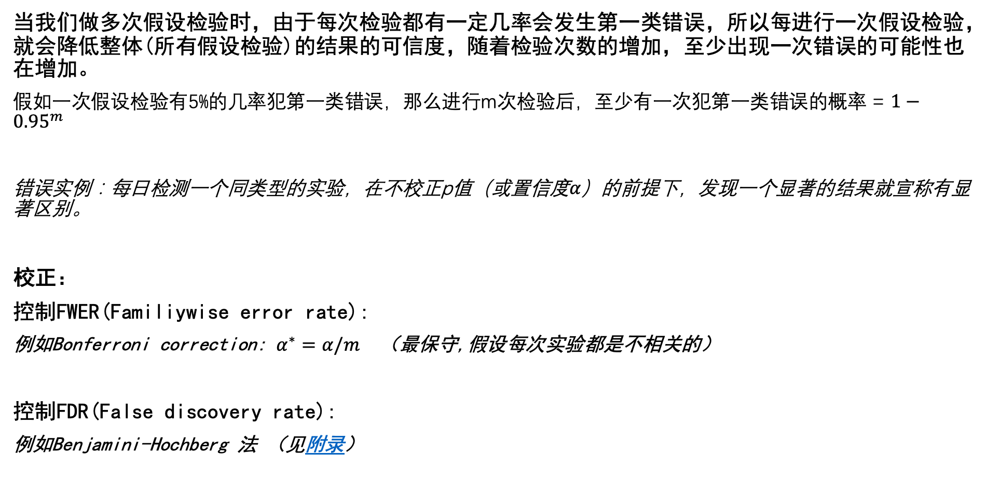 当我们做多次假设检验时，由于每次检验都有一定几率会发生第一类错误，所以每进行一次假设检验，
就会降低整体(所有假设检验)的结果的可信度，随着检验次数的增加，至少出现一次错误的可能性也
在增加。
假如一次假设检验有5%的几率犯第一类错误，那么进行m次检验后，至少有一次犯第一类错误的概率 = 1 −
0.95ᵐ
错误实例：每日检测一个同类型的实验，在不校正p值（或置信度α）的前提下，发现一个显著的结果就宣称有显
著区别。
校正：
控制FWER(Familiywise error rate):
例如Bonferroni correction: α* = α/m （最保守,假设每次实验都是不相关的）
控制FDR(False discovery rate):
例如Benjamini-Hochberg 法 （见附录）